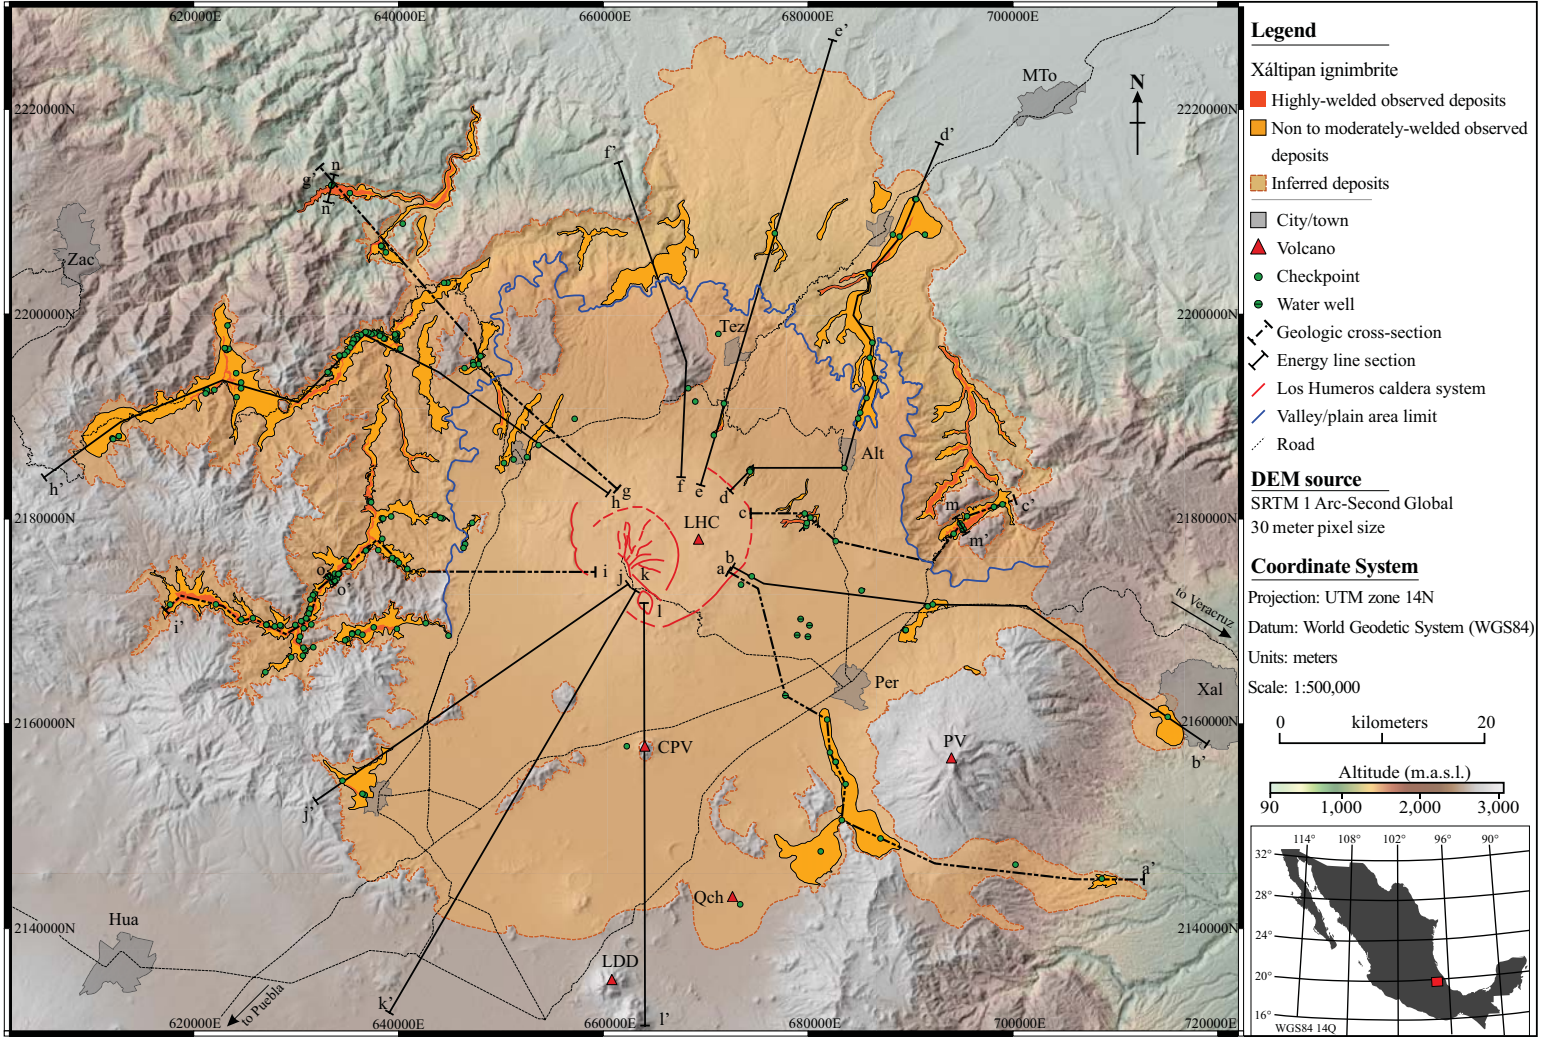 620000E
640000E
660000E
680000E
700000E
2220000N
2220000N
2200000N
2200000N
2180000N
2180000N
2160000N
2160000N
2140000N
2140000N
620000E
640000E
660000E
680000E
700000E
720000E
e'
MTo
N
d'
f'
n
g'
n'
Zac
Tez
Alt
h'
g
h
f
e
d
c
LHC
m
c'
m'
o
o'
i
j
k
l
b
a
i'
to Veracruz
Xal
Per
CPV
PV
b'
j'
a'
Qch
Hua
LDD
to Puebla
k'
l'
Legend
Xáltipan ignimbrite
Highly-welded observed deposits
Non to moderately-welded observed
deposits
Inferred deposits
City/town
Volcano
Checkpoint
Water well
Geologic cross-section
Energy line section
Los Humeros caldera system
Valley/plain area limit
Road
DEM source
SRTM 1 Arc-Second Global
30 meter pixel size
Coordinate System
Projection: UTM zone 14N
Datum: World Geodetic System (WGS84)
Units: meters
Scale: 1:500,000
0 kilometers 20
Altitude (m.a.s.l.)
90 1,000 2,000 3,000
114° 108° 102° 96° 90°
32°
28°
24°
20°
16°
WGS84 14Q